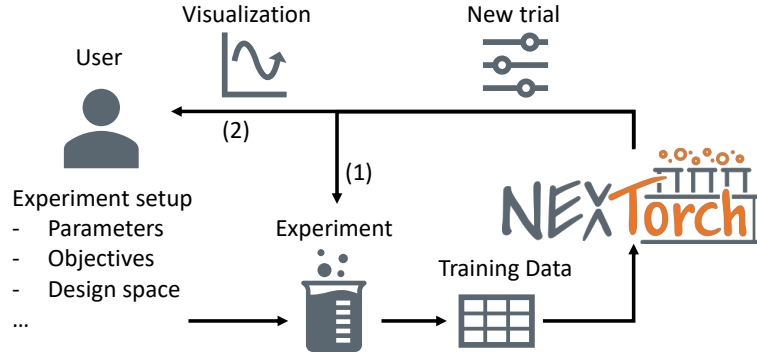 Visualization
New trial
User
(2)
(1)
NEXTorch
Experiment setup
- Parameters
- Objectives
- Design space
...
Experiment
Training Data